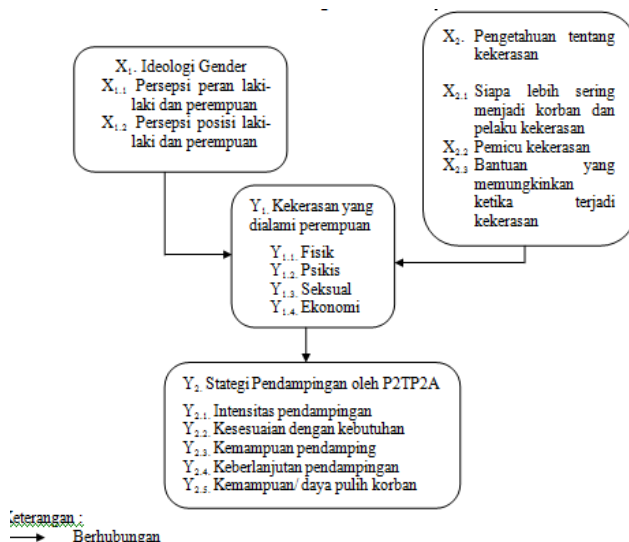 X₁. Ideologi Gender
X₁.₁ Persepsi peran laki-
laki dan perempuan
X₁.₂ Persepsi posisi laki-
laki dan perempuan
X₂. Pengetahuan tentang
kekerasan
X₂.₁ Siapa lebih sering
menjadi korban dan
pelaku kekerasan
X₂.₂ Pemicu kekerasan
X₂.₃ Bantuan yang
memungkinkan
ketika terjadi
kekerasan
Y₁. Kekerasan yang
dialami perempuan
Y₁.₁. Fisik
Y₁.₂. Psikis
Y₁.₃. Seksual
Y₁.₄. Ekonomi
Y₂. Stategi Pendampingan oleh P2TP2A
Y₂.₁. Intensitas pendampingan
Y₂.₂. Kesesuaian dengan kebutuhan
Y₂.₃. Kemampuan pendamping
Y₂.₄. Keberlanjutan pendampingan
Y₂.₅. Kemampuan/ daya pulih korban
Keterangan :
Berhubungan